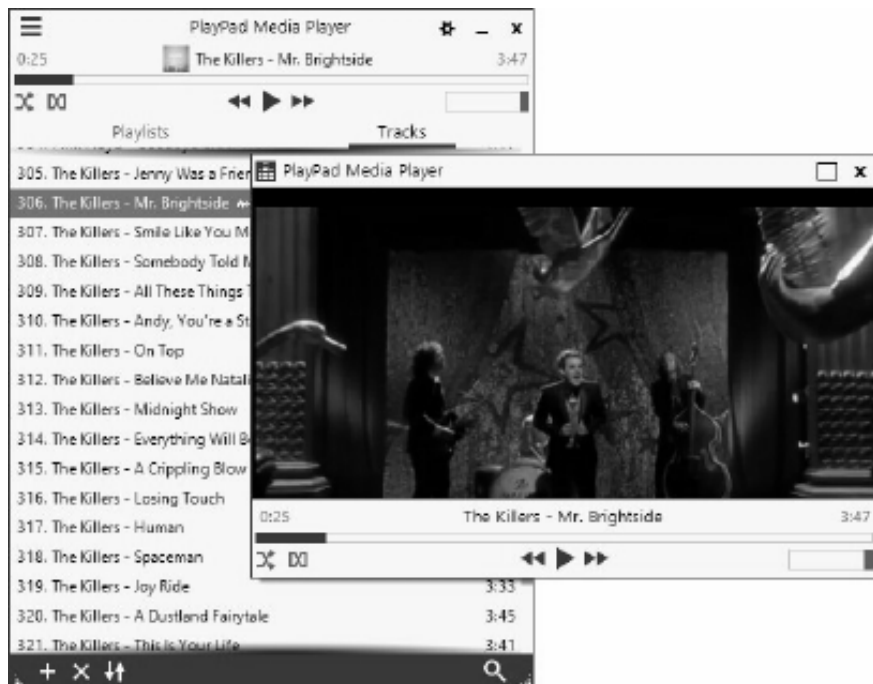 PlayPad Media Player
0:25 The Killers - Mr. Brightside 3:47
Playlists Tracks
305. The Killers - Jenny Was a Frien
306. The Killers - Mr. Brightside
307. The Killers - Smile Like You M
308. The Killers - Somebody Told M
309. The Killers - All These Things T
310. The Killers - Andy, You're a St
311. The Killers - On Top
312. The Killers - Believe Me Natali
313. The Killers - Midnight Show
314. The Killers - Everything Will B
315. The Killers - A Crippling Blow
316. The Killers - Losing Touch
317. The Killers - Human
318. The Killers - Spaceman
319. The Killers - Joy Ride 3:33
320. The Killers - A Dustland Fairytale 3:45
321. The Killers - This Is Your Life 3:41
PlayPad Media Player
0:25 The Killers - Mr. Brightside 3:47